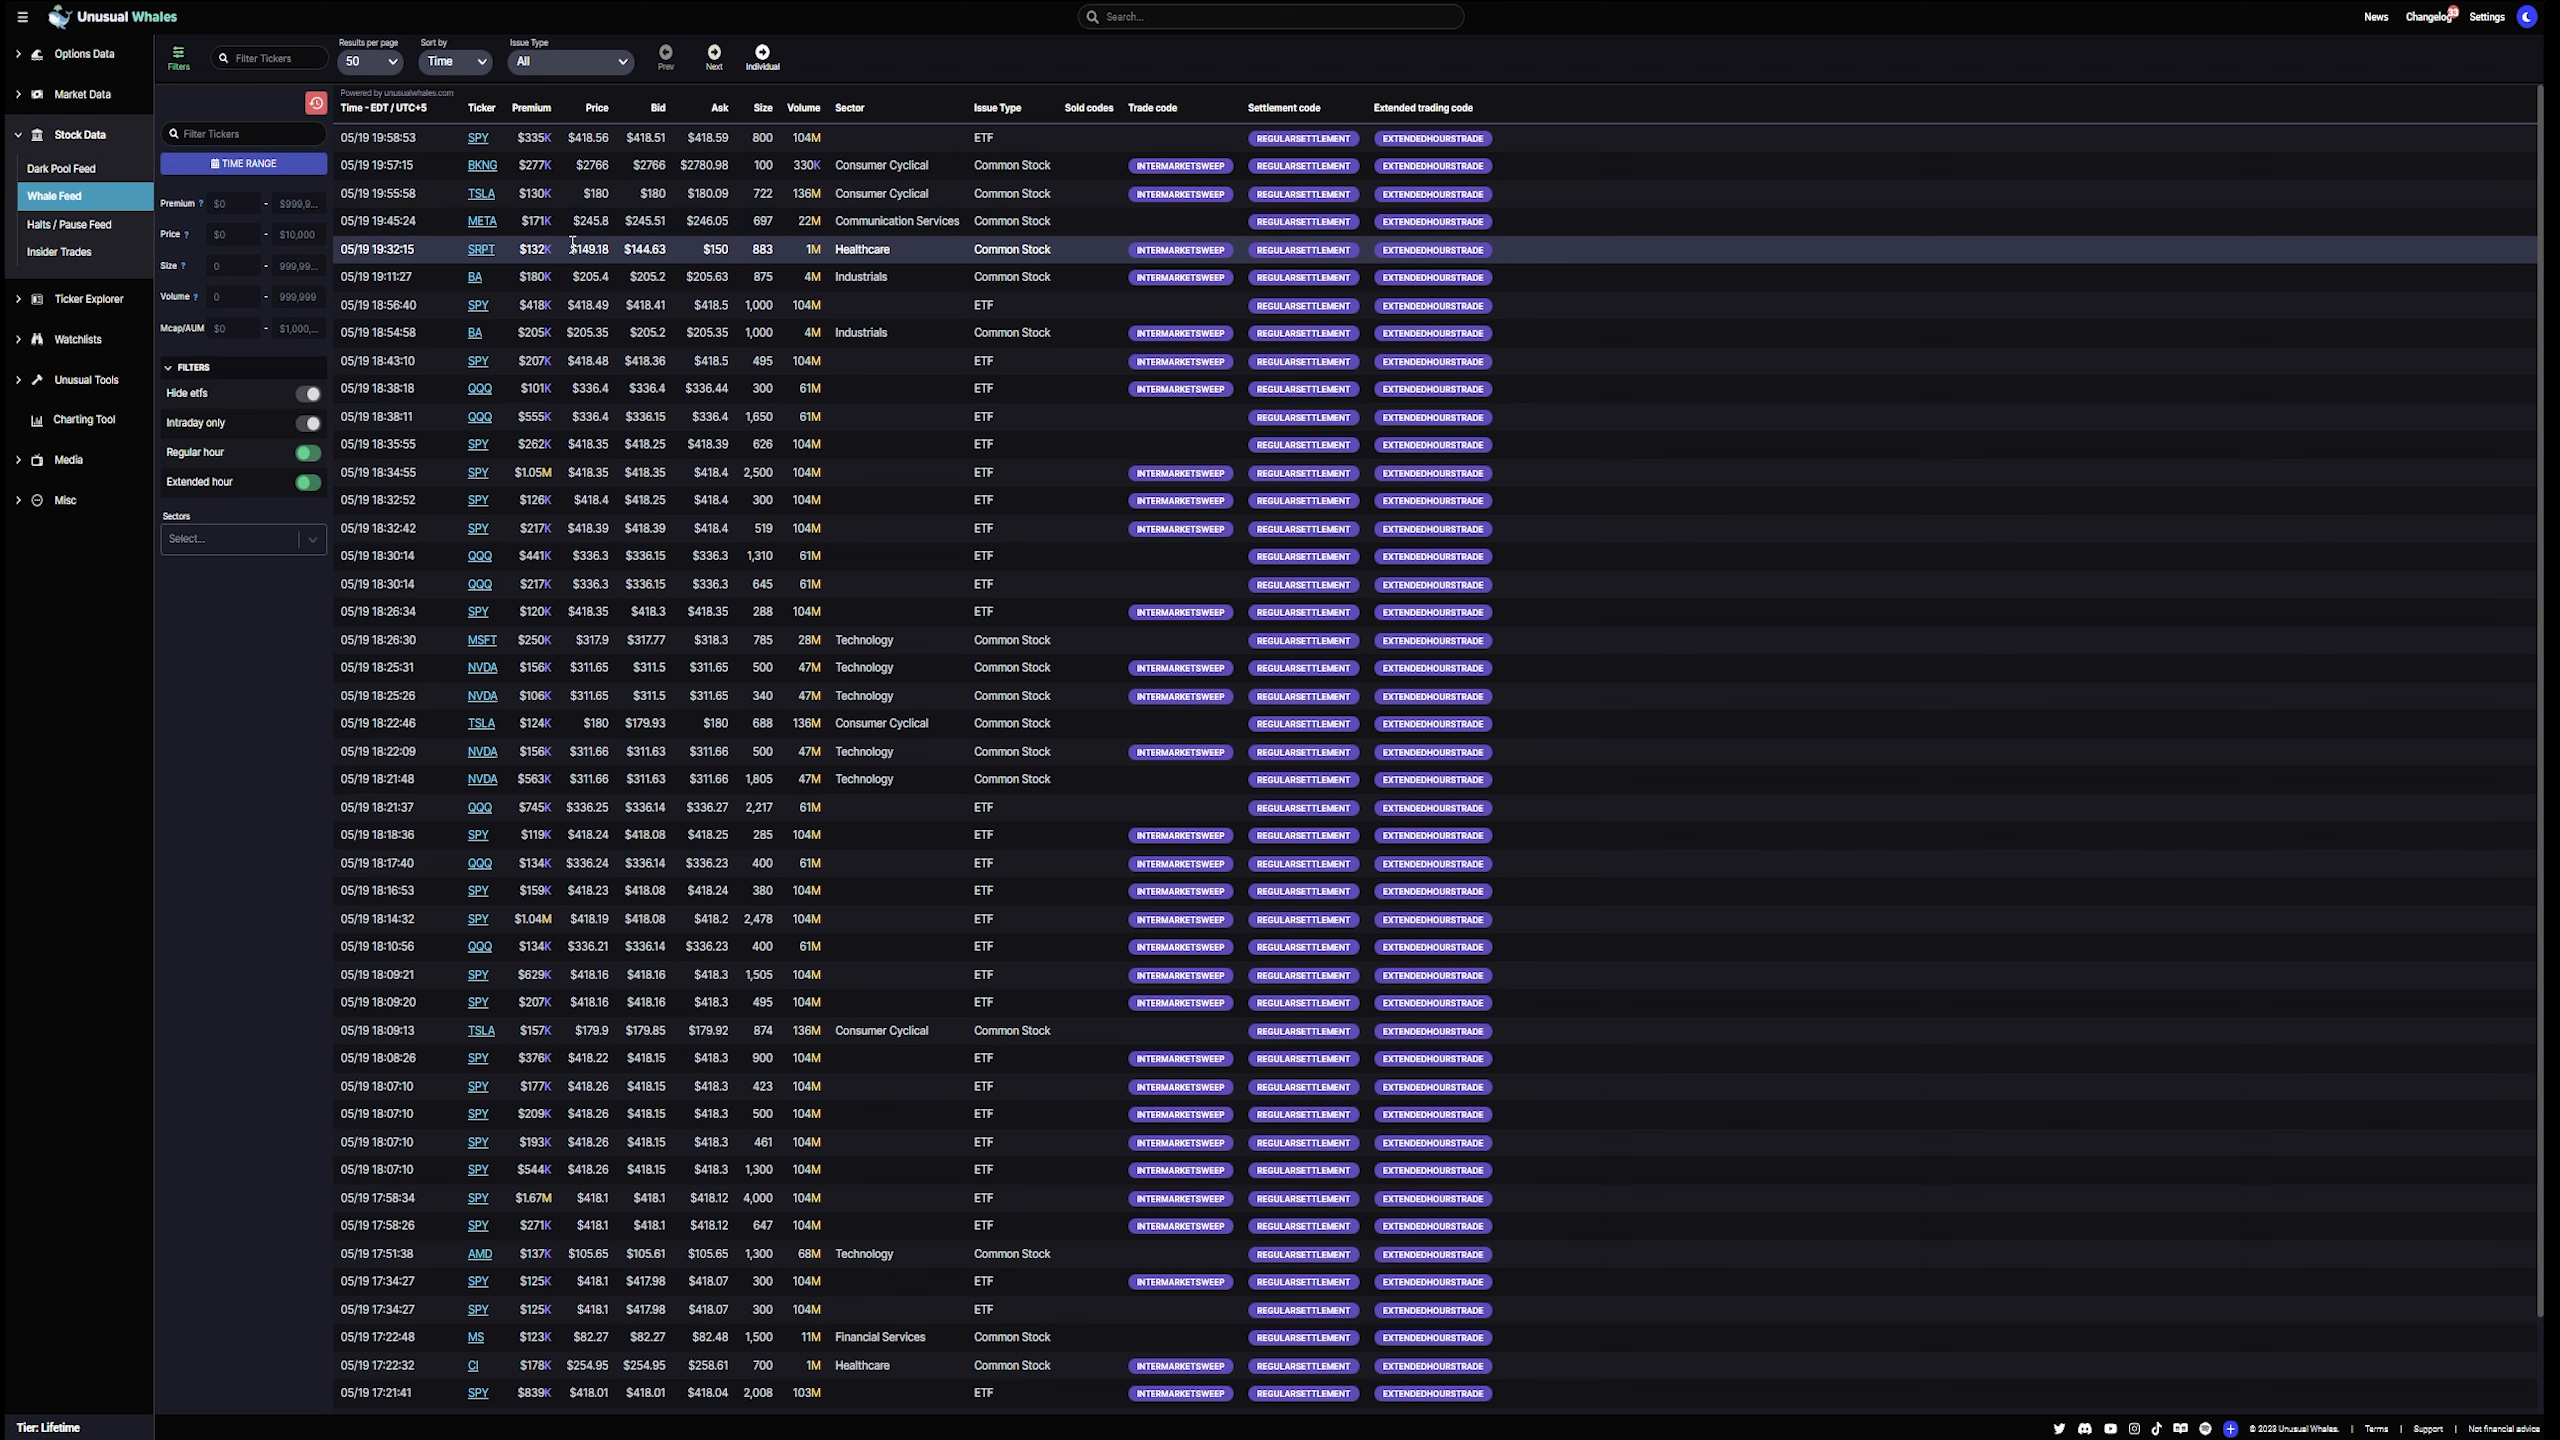 Unusual Whales
Search...
News Changelog 33 Settings
Options Data
Market Data
Stock Data
Dark Pool Feed
Whale Feed
Halts / Pause Feed
Insider Trades
Ticker Explorer
Watchlists
Unusual Tools
Charting Tool
Media
Misc
Tier: Lifetime
Filters
Filter Tickers
Results per page
50
Sort by
Time
Issue Type
All
Prev
Next
Individual
Filter Tickers
TIME RANGE
Premium ? $0 - $999,9...
Price ? $0 - $10,000
Size ? 0 - 999,99...
Volume ? 0 - 999,999
Mcap/AUM $0 - $1,000,...
FILTERS
Hide etfs
Intraday only
Regular hour
Extended hour
Sectors
Select...
Powered by unusualwhales.com
Time - EDT / UTC+5 Ticker Premium Price Bid Ask Size Volume Sector Issue Type Sold codes Trade code Settlement code Extended trading code
05/19 19:58:53 SPY $335K $418.56 $418.51 $418.59 800 104M ETF REGULARSETTLEMENT EXTENDEDHOURSTRADE
05/19 19:57:15 BKNG $277K $2766 $2766 $2780.98 100 330K Consumer Cyclical Common Stock INTERMARKETSWEEP REGULARSETTLEMENT EXTENDEDHOURSTRADE
05/19 19:55:58 TSLA $130K $180 $180 $180.09 722 136M Consumer Cyclical Common Stock INTERMARKETSWEEP REGULARSETTLEMENT EXTENDEDHOURSTRADE
05/19 19:45:24 META $171K $245.8 $245.51 $246.05 697 22M Communication Services Common Stock REGULARSETTLEMENT EXTENDEDHOURSTRADE
05/19 19:32:15 SRPT $132K $149.18 $144.63 $150 883 1M Healthcare Common Stock INTERMARKETSWEEP REGULARSETTLEMENT EXTENDEDHOURSTRADE
05/19 19:11:27 BA $180K $205.4 $205.2 $205.63 875 4M Industrials Common Stock INTERMARKETSWEEP REGULARSETTLEMENT EXTENDEDHOURSTRADE
05/19 18:56:40 SPY $418K $418.49 $418.41 $418.5 1,000 104M ETF REGULARSETTLEMENT EXTENDEDHOURSTRADE
05/19 18:54:58 BA $205K $205.35 $205.2 $205.35 1,000 4M Industrials Common Stock INTERMARKETSWEEP REGULARSETTLEMENT EXTENDEDHOURSTRADE
05/19 18:43:10 SPY $207K $418.48 $418.36 $418.5 495 104M ETF INTERMARKETSWEEP REGULARSETTLEMENT EXTENDEDHOURSTRADE
05/19 18:38:18 QQQ $101K $336.4 $336.4 $336.44 300 61M ETF INTERMARKETSWEEP REGULARSETTLEMENT EXTENDEDHOURSTRADE
05/19 18:38:11 QQQ $555K $336.4 $336.15 $336.4 1,650 61M ETF REGULARSETTLEMENT EXTENDEDHOURSTRADE
05/19 18:35:55 SPY $262K $418.35 $418.25 $418.39 626 104M ETF REGULARSETTLEMENT EXTENDEDHOURSTRADE
05/19 18:34:55 SPY $1.05M $418.35 $418.35 $418.4 2,500 104M ETF INTERMARKETSWEEP REGULARSETTLEMENT EXTENDEDHOURSTRADE
05/19 18:32:52 SPY $126K $418.4 $418.25 $418.4 300 104M ETF INTERMARKETSWEEP REGULARSETTLEMENT EXTENDEDHOURSTRADE
05/19 18:32:42 SPY $217K $418.39 $418.39 $418.4 519 104M ETF INTERMARKETSWEEP REGULARSETTLEMENT EXTENDEDHOURSTRADE
05/19 18:30:14 QQQ $441K $336.3 $336.15 $336.3 1,310 61M ETF REGULARSETTLEMENT EXTENDEDHOURSTRADE
05/19 18:30:14 QQQ $217K $336.3 $336.15 $336.3 645 61M ETF REGULARSETTLEMENT EXTENDEDHOURSTRADE
05/19 18:26:34 SPY $120K $418.35 $418.3 $418.35 288 104M ETF INTERMARKETSWEEP REGULARSETTLEMENT EXTENDEDHOURSTRADE
05/19 18:26:30 MSFT $250K $317.9 $317.77 $318.3 785 28M Technology Common Stock REGULARSETTLEMENT EXTENDEDHOURSTRADE
05/19 18:25:31 NVDA $156K $311.65 $311.5 $311.65 500 47M Technology Common Stock INTERMARKETSWEEP REGULARSETTLEMENT EXTENDEDHOURSTRADE
05/19 18:25:26 NVDA $106K $311.65 $311.5 $311.65 340 47M Technology Common Stock INTERMARKETSWEEP REGULARSETTLEMENT EXTENDEDHOURSTRADE
05/19 18:22:46 TSLA $124K $180 $179.93 $180 688 136M Consumer Cyclical Common Stock REGULARSETTLEMENT EXTENDEDHOURSTRADE
05/19 18:22:09 NVDA $156K $311.66 $311.63 $311.66 500 47M Technology Common Stock INTERMARKETSWEEP REGULARSETTLEMENT EXTENDEDHOURSTRADE
05/19 18:21:48 NVDA $563K $311.66 $311.63 $311.66 1,805 47M Technology Common Stock REGULARSETTLEMENT EXTENDEDHOURSTRADE
05/19 18:21:37 QQQ $745K $336.25 $336.14 $336.27 2,217 61M ETF REGULARSETTLEMENT EXTENDEDHOURSTRADE
05/19 18:18:36 SPY $119K $418.24 $418.08 $418.25 285 104M ETF INTERMARKETSWEEP REGULARSETTLEMENT EXTENDEDHOURSTRADE
05/19 18:17:40 QQQ $134K $336.24 $336.14 $336.23 400 61M ETF INTERMARKETSWEEP REGULARSETTLEMENT EXTENDEDHOURSTRADE
05/19 18:16:53 SPY $159K $418.23 $418.08 $418.24 380 104M ETF INTERMARKETSWEEP REGULARSETTLEMENT EXTENDEDHOURSTRADE
05/19 18:14:32 SPY $1.04M $418.19 $418.08 $418.2 2,478 104M ETF INTERMARKETSWEEP REGULARSETTLEMENT EXTENDEDHOURSTRADE
05/19 18:10:56 QQQ $134K $336.21 $336.14 $336.23 400 61M ETF INTERMARKETSWEEP REGULARSETTLEMENT EXTENDEDHOURSTRADE
05/19 18:09:21 SPY $629K $418.16 $418.16 $418.3 1,505 104M ETF INTERMARKETSWEEP REGULARSETTLEMENT EXTENDEDHOURSTRADE
05/19 18:09:20 SPY $207K $418.16 $418.16 $418.3 495 104M ETF INTERMARKETSWEEP REGULARSETTLEMENT EXTENDEDHOURSTRADE
05/19 18:09:13 TSLA $157K $179.9 $179.85 $179.92 874 136M Consumer Cyclical Common Stock REGULARSETTLEMENT EXTENDEDHOURSTRADE
05/19 18:08:26 SPY $376K $418.22 $418.15 $418.3 900 104M ETF INTERMARKETSWEEP REGULARSETTLEMENT EXTENDEDHOURSTRADE
05/19 18:07:10 SPY $177K $418.26 $418.15 $418.3 423 104M ETF INTERMARKETSWEEP REGULARSETTLEMENT EXTENDEDHOURSTRADE
05/19 18:07:10 SPY $209K $418.26 $418.15 $418.3 500 104M ETF INTERMARKETSWEEP REGULARSETTLEMENT EXTENDEDHOURSTRADE
05/19 18:07:10 SPY $193K $418.26 $418.15 $418.3 461 104M ETF INTERMARKETSWEEP REGULARSETTLEMENT EXTENDEDHOURSTRADE
05/19 18:07:10 SPY $544K $418.26 $418.15 $418.3 1,300 104M ETF INTERMARKETSWEEP REGULARSETTLEMENT EXTENDEDHOURSTRADE
05/19 17:58:34 SPY $1.67M $418.1 $418.1 $418.12 4,000 104M ETF INTERMARKETSWEEP REGULARSETTLEMENT EXTENDEDHOURSTRADE
05/19 17:58:26 SPY $271K $418.1 $418.1 $418.12 647 104M ETF INTERMARKETSWEEP REGULARSETTLEMENT EXTENDEDHOURSTRADE
05/19 17:51:38 AMD $137K $105.65 $105.61 $105.65 1,300 68M Technology Common Stock REGULARSETTLEMENT EXTENDEDHOURSTRADE
05/19 17:34:27 SPY $125K $418.1 $417.98 $418.07 300 104M ETF INTERMARKETSWEEP REGULARSETTLEMENT EXTENDEDHOURSTRADE
05/19 17:34:27 SPY $125K $418.1 $417.98 $418.07 300 104M ETF REGULARSETTLEMENT EXTENDEDHOURSTRADE
05/19 17:22:48 MS $123K $82.27 $82.27 $82.48 1,500 11M Financial Services Common Stock REGULARSETTLEMENT EXTENDEDHOURSTRADE
05/19 17:22:32 CI $178K $254.95 $254.95 $258.61 700 1M Healthcare Common Stock INTERMARKETSWEEP REGULARSETTLEMENT EXTENDEDHOURSTRADE
05/19 17:21:41 SPY $839K $418.01 $418.01 $418.04 2,008 103M ETF INTERMARKETSWEEP REGULARSETTLEMENT EXTENDEDHOURSTRADE
© 2023 Unusual Whales. | Terms | Support | Not financial advice